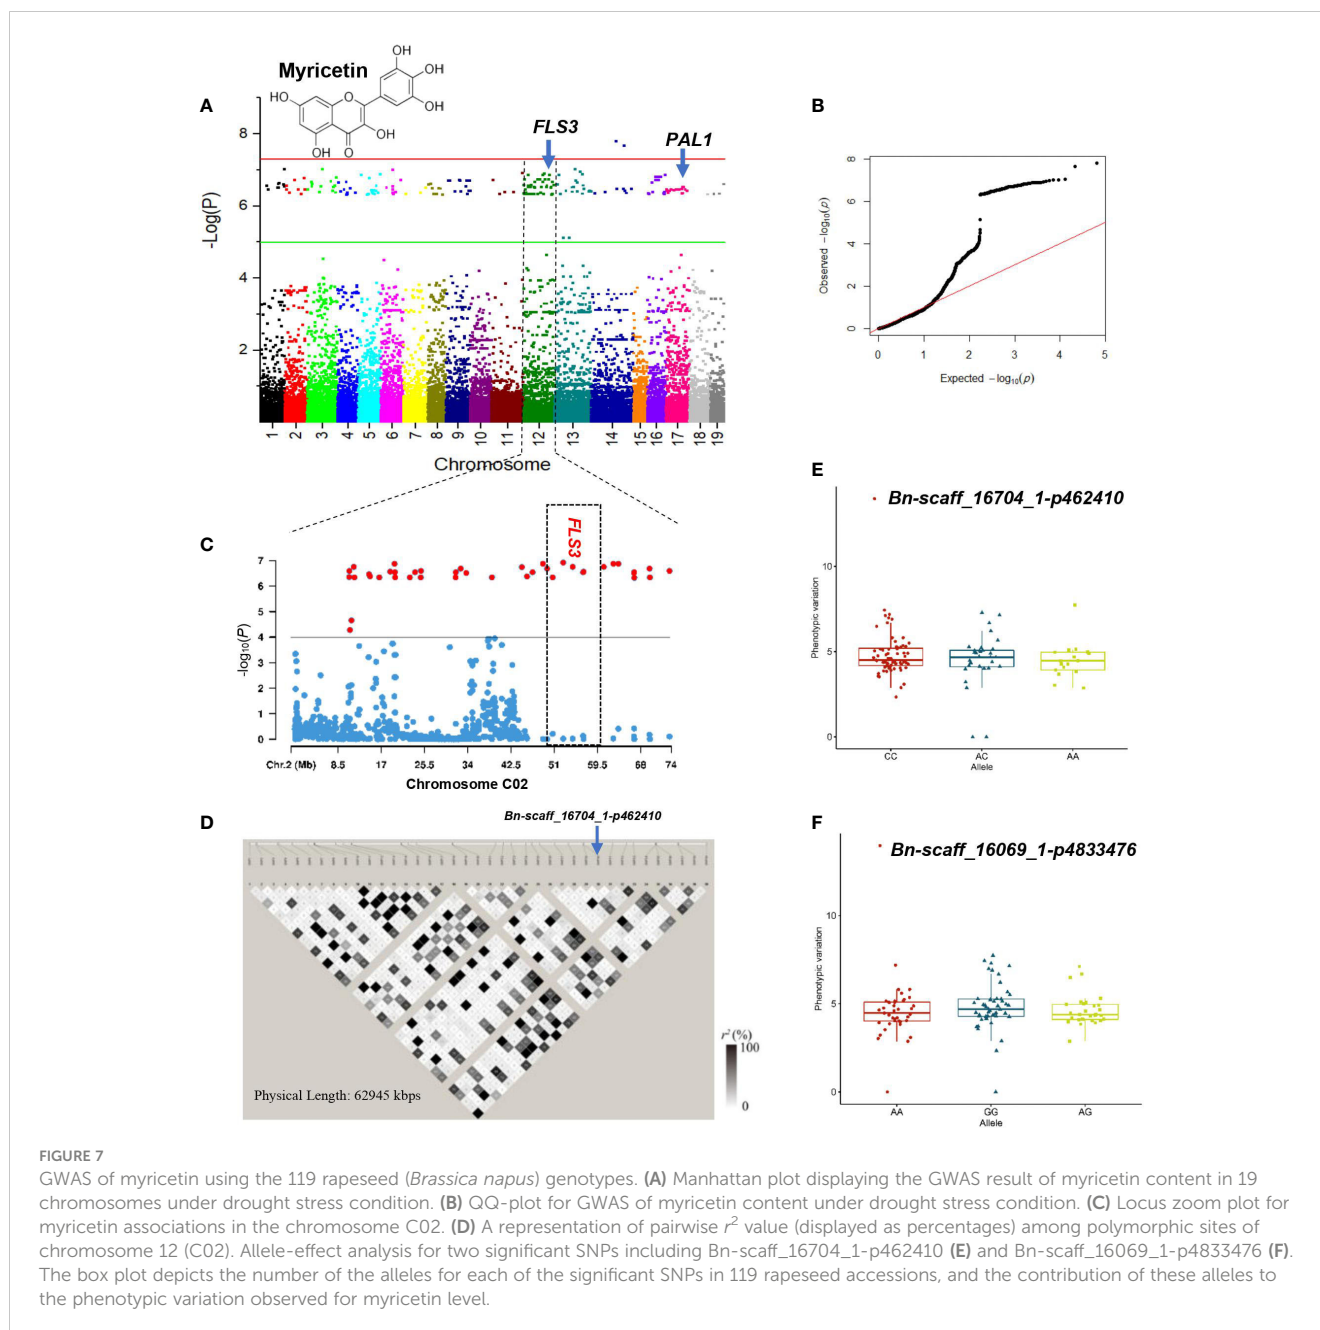 A
Myricetin
OH
OH
OH
HO
O
OH
OH
O
FLS3
PAL1
-Log(P)
8
6
4
2
1 2 3 4 5 6 7 8 9 10 11 12 13 14 15 16 17 18 19
Chromosome
B
Observed −log10(p)
8
6
4
2
0
0 1 2 3 4 5
Expected −log10(p)
C
FLS3
-log10(P)
7
6
5
4
3
2
1
0
Chr.2 (Mb) 8.5 17 25.5 34 42.5 51 59.5 68 74
Chromosome C02
D
Bn-scaff_16704_1-p462410
r2 (%)
100
0
Physical Length: 62945 kbps
E
Bn-scaff_16704_1-p462410
Phenotypic variation
10
5
0
CC AC AA
Allele
F
Bn-scaff_16069_1-p4833476
Phenotypic variation
10
5
0
AA GG AG
Allele
FIGURE 7
GWAS of myricetin using the 119 rapeseed (Brassica napus) genotypes. (A) Manhattan plot displaying the GWAS result of myricetin content in 19
chromosomes under drought stress condition. (B) QQ-plot for GWAS of myricetin content under drought stress condition. (C) Locus zoom plot for
myricetin associations in the chromosome C02. (D) A representation of pairwise r2 value (displayed as percentages) among polymorphic sites of
chromosome 12 (C02). Allele-effect analysis for two significant SNPs including Bn-scaff_16704_1-p462410 (E) and Bn-scaff_16069_1-p4833476 (F).
The box plot depicts the number of the alleles for each of the significant SNPs in 119 rapeseed accessions, and the contribution of these alleles to
the phenotypic variation observed for myricetin level.